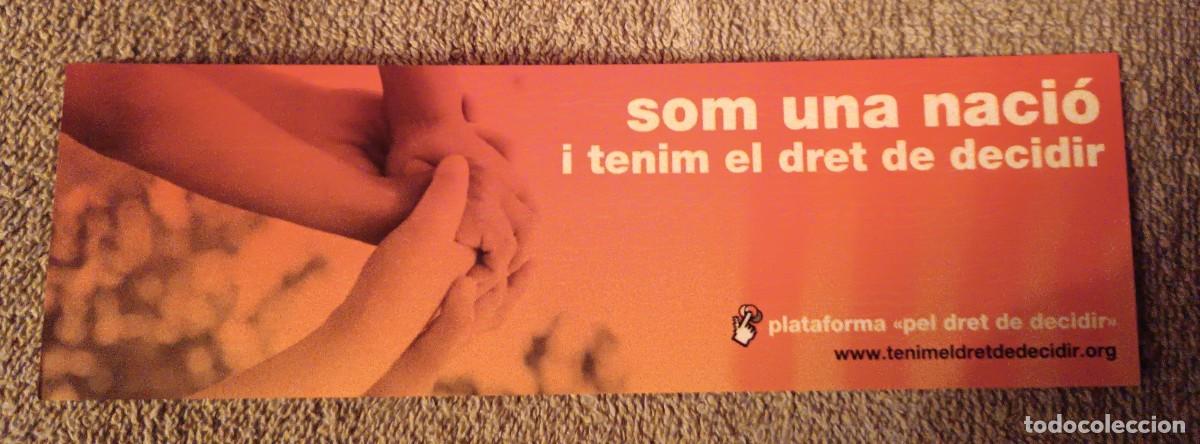 som una nació
i tenim el dret de decidir
plataforma «pel dret de decidir»
www.tenimeldretdedecidir.org
todocoleccion